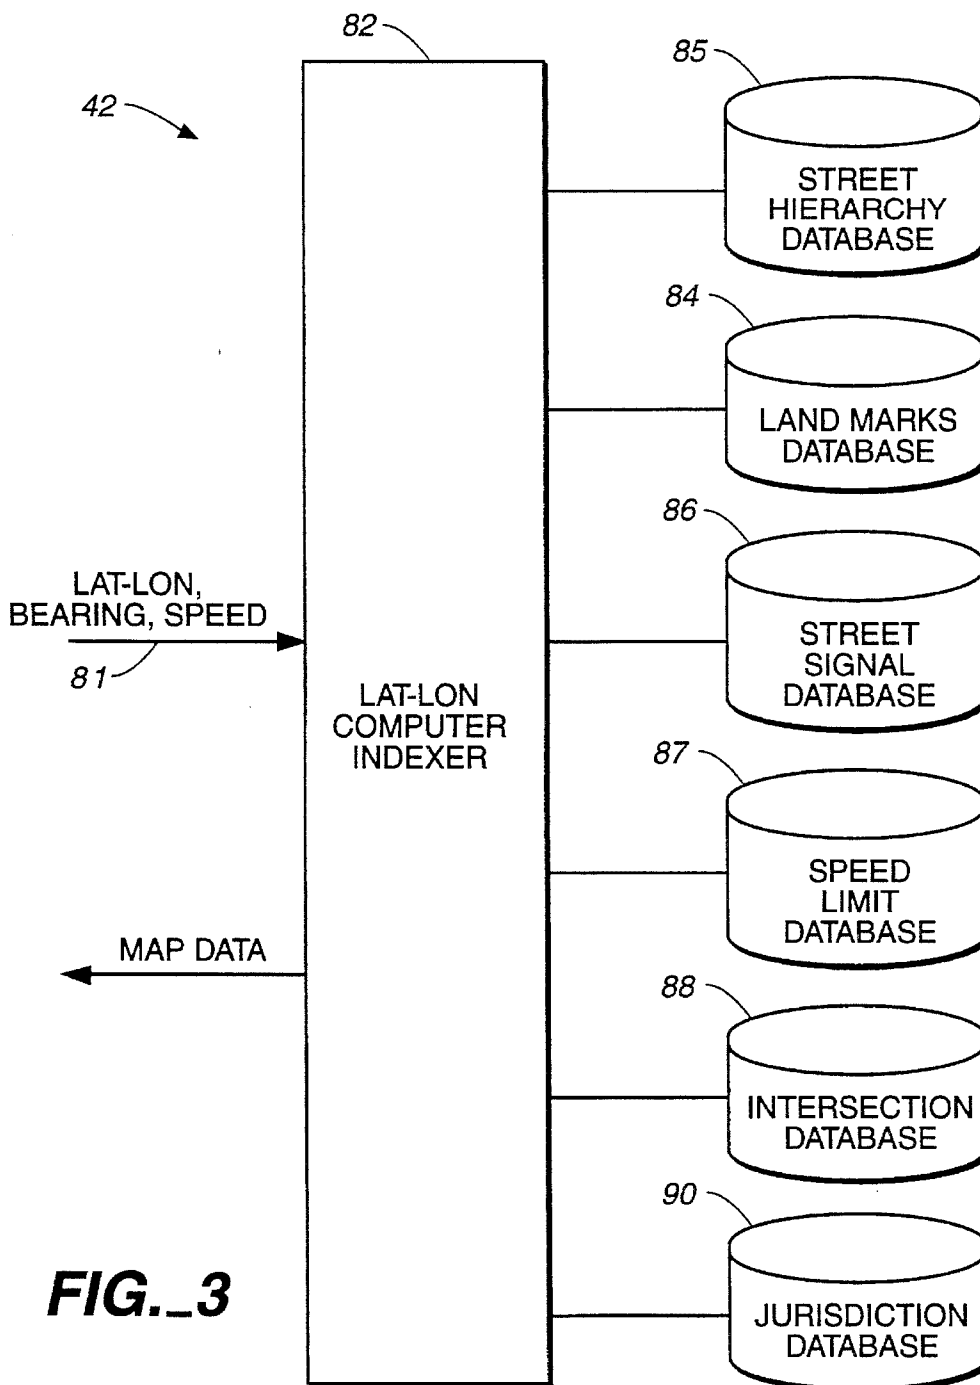 82
85
42
STREET
HIERARCHY
DATABASE
84
LAND MARKS
DATABASE
86
LAT-LON,
BEARING, SPEED
81
STREET
SIGNAL
DATABASE
LAT-LON
COMPUTER
INDEXER
87
SPEED
LIMIT
DATABASE
MAP DATA
88
INTERSECTION
DATABASE
90
FIG._3
JURISDICTION
DATABASE